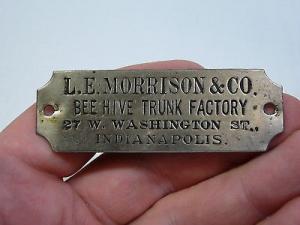 L.E. MORRISON & CO.
BEE HIVE TRUNK FACTORY
27 W. WASHINGTON ST.,
INDIANAPOLIS.